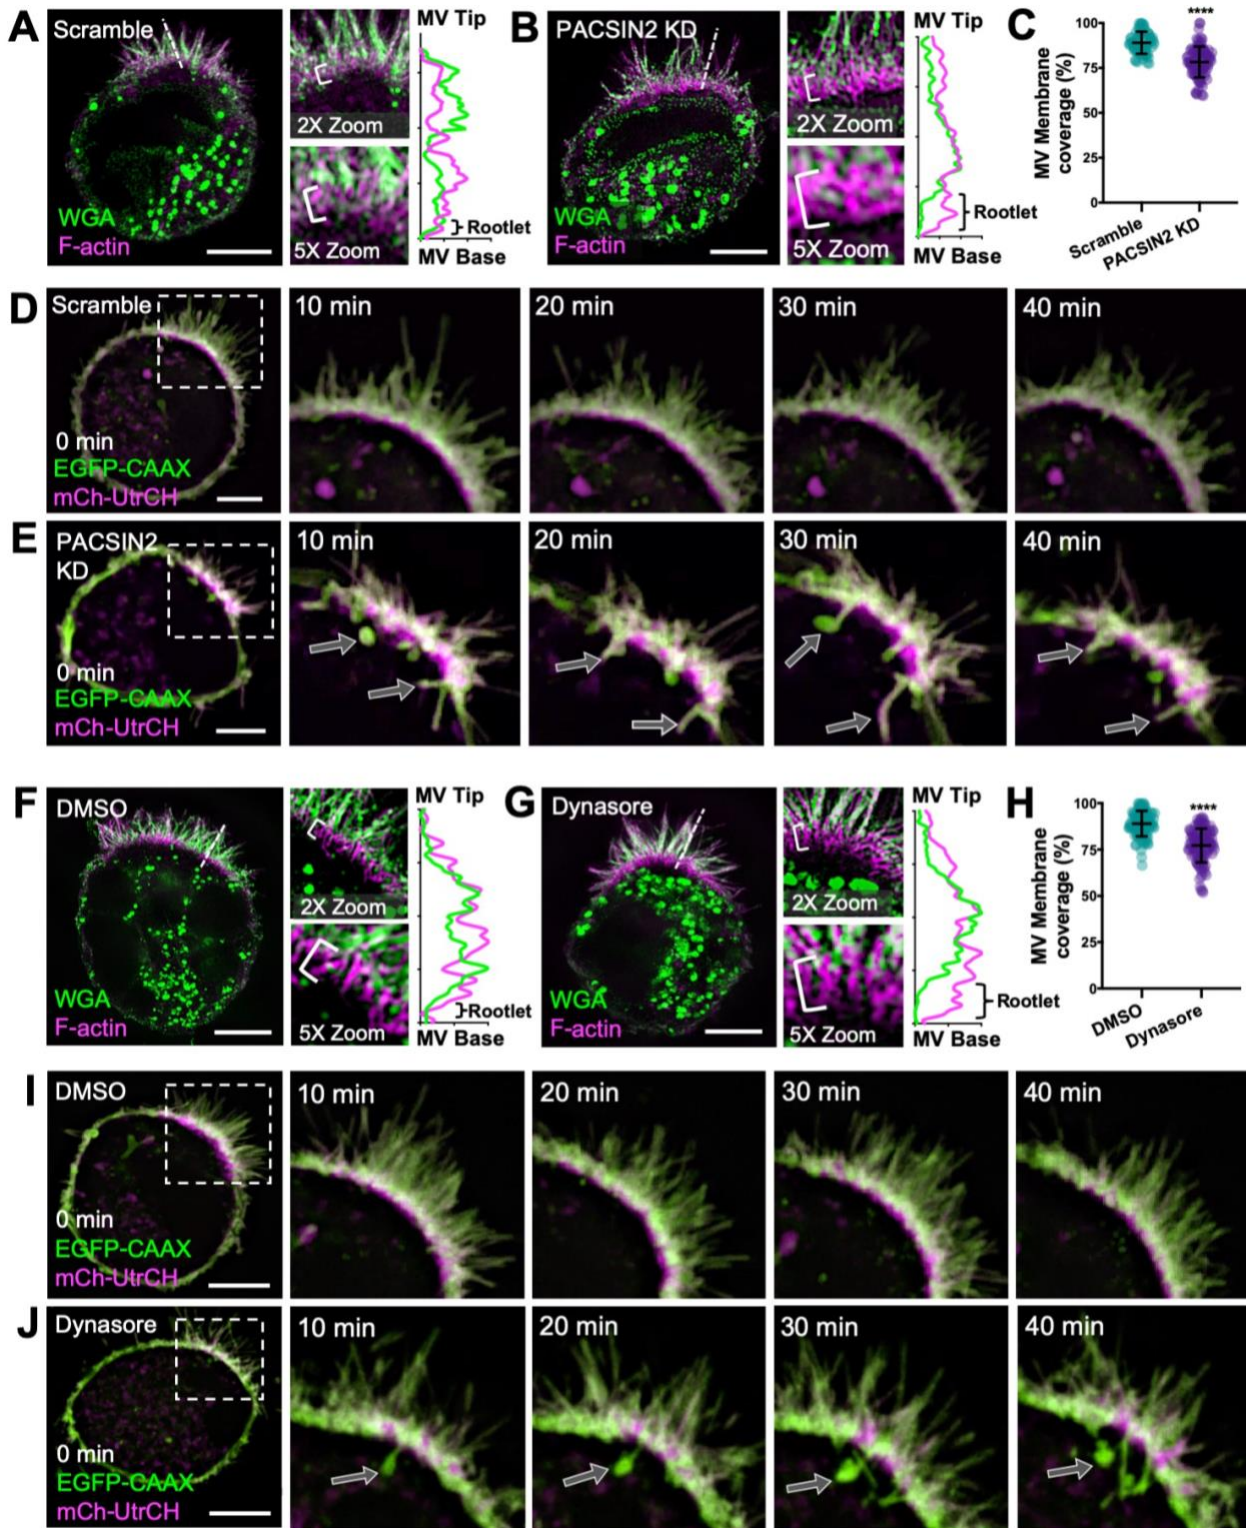 A
Scramble
WGA
F-actin
2X Zoom
5X Zoom
MV Tip
Rootlet
MV Base
B
PACSIN2 KD
WGA
F-actin
2X Zoom
5X Zoom
MV Tip
Rootlet
MV Base
C
MV Membrane
coverage (%)
100
75
50
25
0
****
Scramble
PACSIN2 KD
D
Scramble
0 min
EGFP-CAAX
mCh-UtrCH
10 min
20 min
30 min
40 min
E
PACSIN2
KD
0 min
EGFP-CAAX
mCh-UtrCH
10 min
20 min
30 min
40 min
F
DMSO
WGA
F-actin
2X Zoom
5X Zoom
MV Tip
Rootlet
MV Base
G
Dynasore
WGA
F-actin
2X Zoom
5X Zoom
MV Tip
Rootlet
MV Base
H
MV Membrane
coverage (%)
100
75
50
25
0
****
DMSO
Dynasore
I
DMSO
0 min
EGFP-CAAX
mCh-UtrCH
10 min
20 min
30 min
40 min
J
Dynasore
0 min
EGFP-CAAX
mCh-UtrCH
10 min
20 min
30 min
40 min